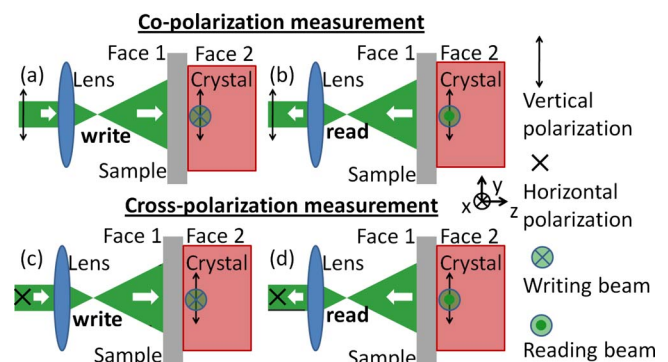 Co-polarization measurement
Face 1 Face 2
(a) Lens Crystal
write
Sample
Face 1 Face 2
(b) Lens Crystal
read
Sample
Vertical
polarization
Horizontal
polarization
x y z
Writing beam
Reading beam
Cross-polarization measurement
Face 1 Face 2
(c) Lens Crystal
write
Sample
Face 1 Face 2
(d) Lens Crystal
read
Sample